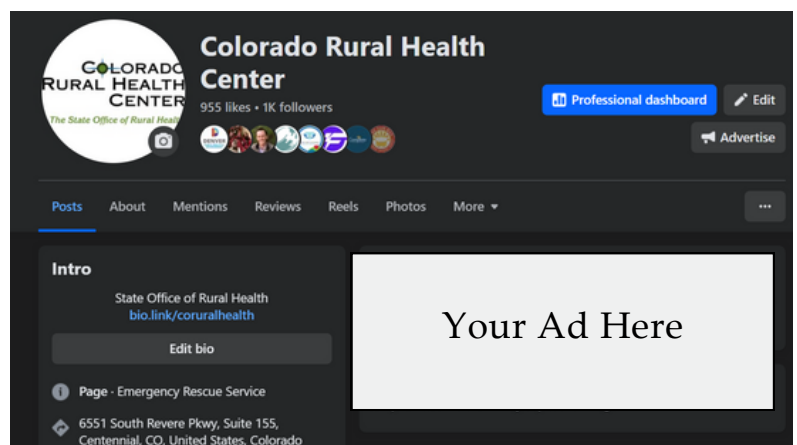 COLORADO
RURAL HEALTH
CENTER
The State Office of Rural Health
Colorado Rural Health
Center
955 likes • 1K followers
DENVER
Professional dashboard
Edit
Advertise
Posts
About
Mentions
Reviews
Reels
Photos
More
Intro
State Office of Rural Health
bio.link/coruralhealth
Edit bio
Page · Emergency Rescue Service
6551 South Revere Pkwy, Suite 155,
Centennial, CO, United States, Colorado
Your Ad Here